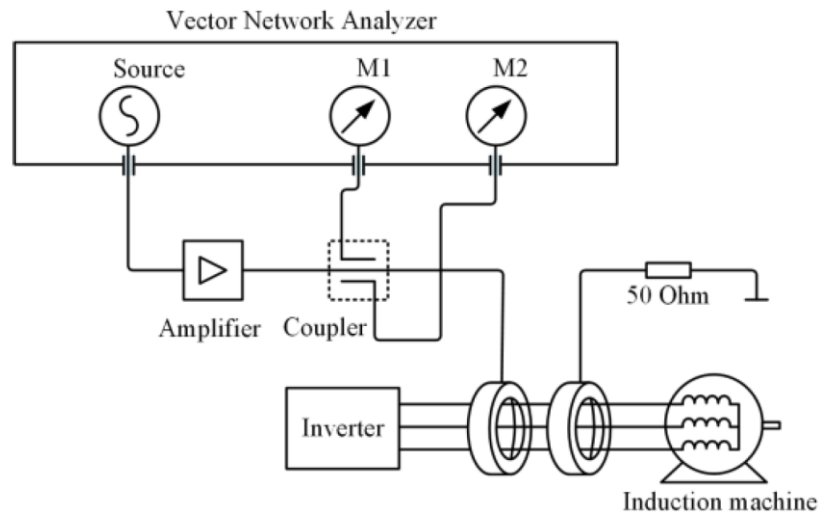 Vector Network Analyzer
Source
M1
M2
50 Ohm
Amplifier
Coupler
Inverter
Induction machine